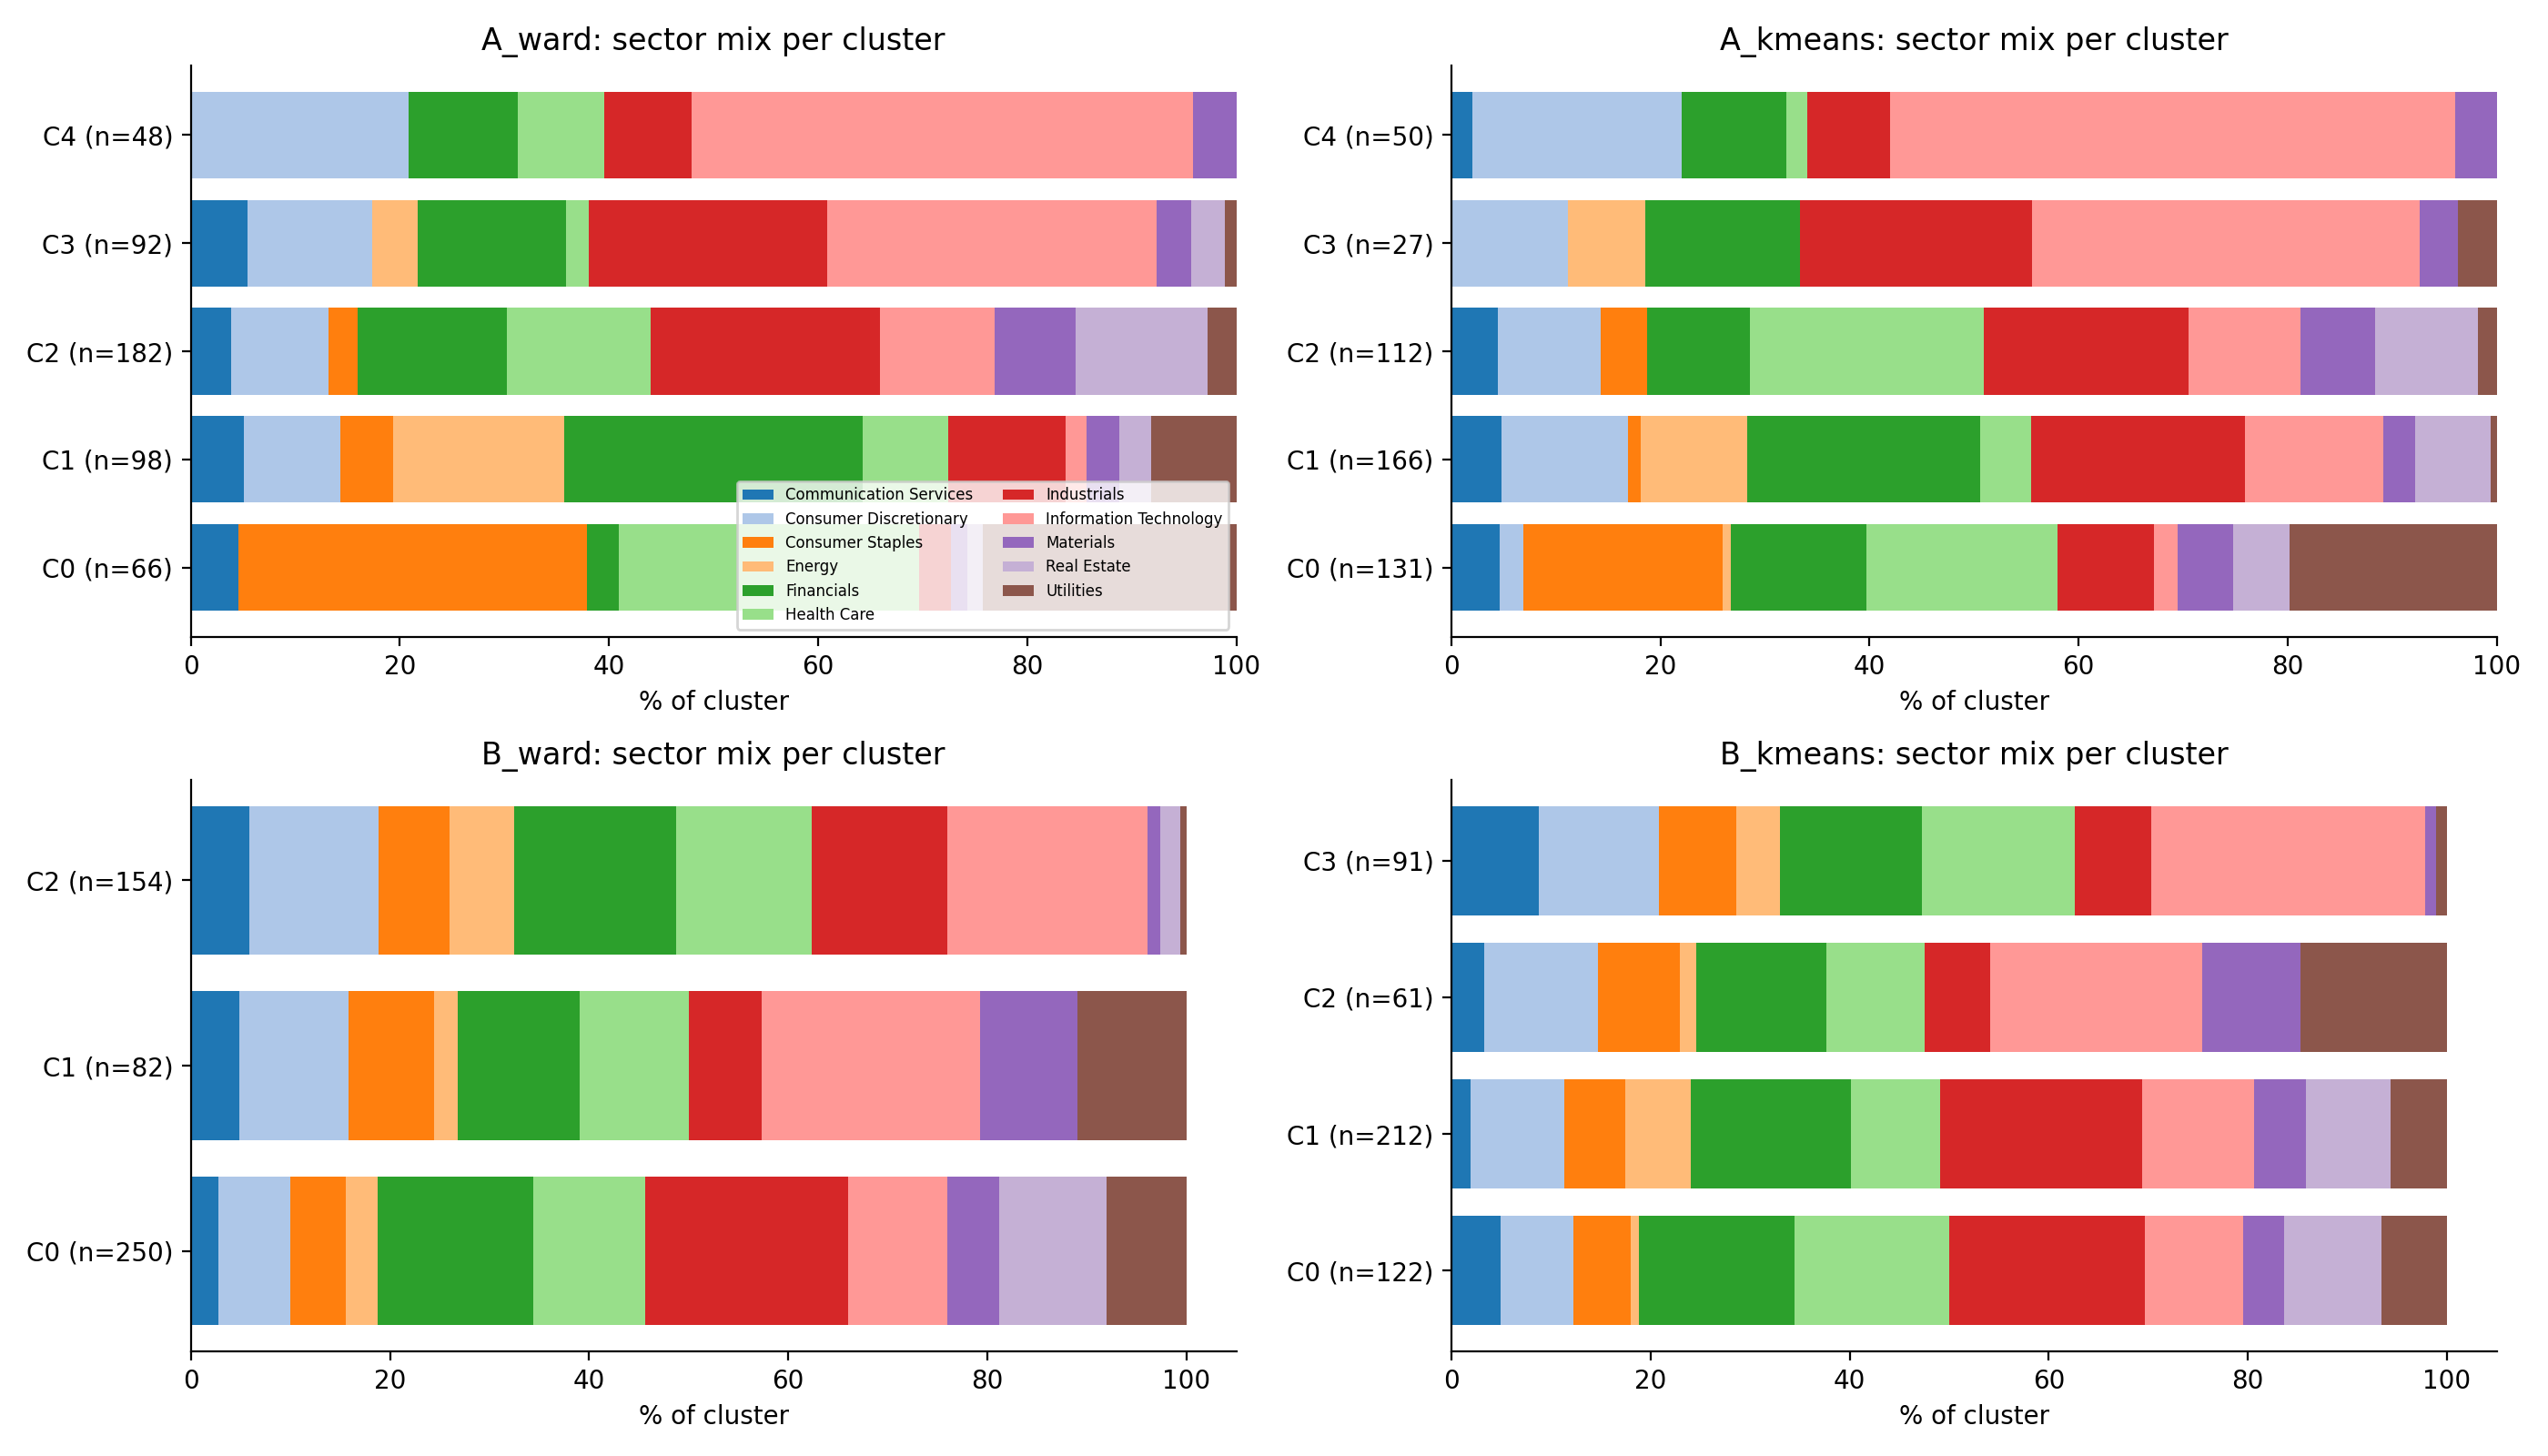 A_ward: sector mix per cluster
C4 (n=48)
C3 (n=92)
C2 (n=182)
C1 (n=98)
C0 (n=66)
Communication Services
Consumer Discretionary
Consumer Staples
Energy
Financials
Health Care
Industrials
Information Technology
Materials
Real Estate
Utilities
0 20 40 60 80 100
% of cluster
A_kmeans: sector mix per cluster
C4 (n=50)
C3 (n=27)
C2 (n=112)
C1 (n=166)
C0 (n=131)
0 20 40 60 80 100
% of cluster
B_ward: sector mix per cluster
C2 (n=154)
C1 (n=82)
C0 (n=250)
0 20 40 60 80 100
% of cluster
B_kmeans: sector mix per cluster
C3 (n=91)
C2 (n=61)
C1 (n=212)
C0 (n=122)
0 20 40 60 80 100
% of cluster